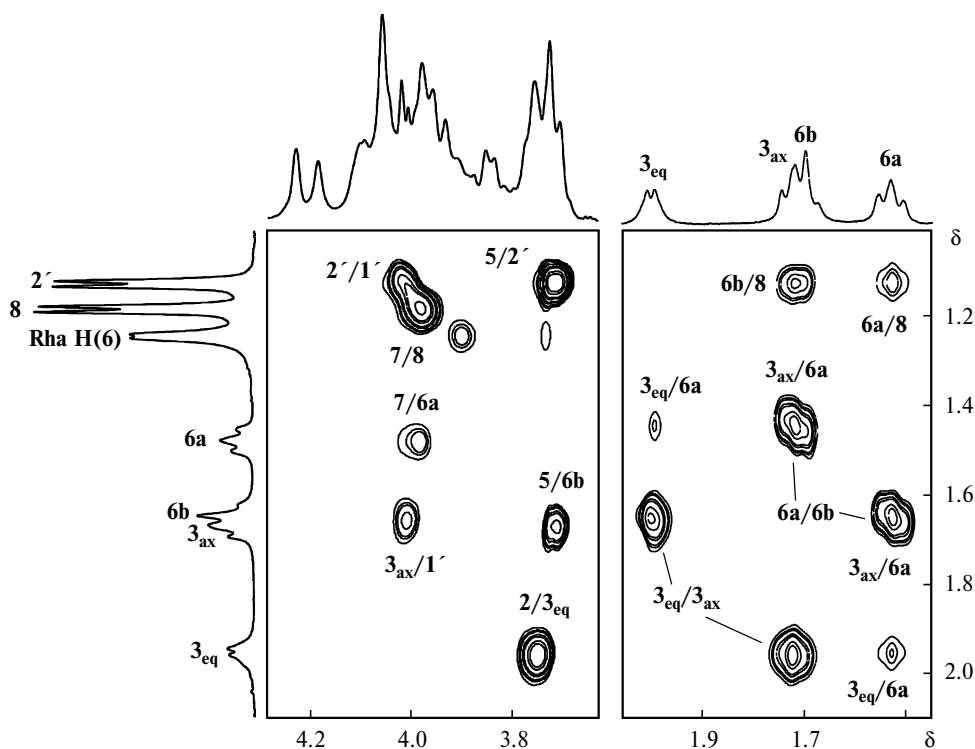 3eq
3ax
6b
6a
δ
2´
8
Rha H(6)
6a
6b
3ax
3eq
2´/1´
5/2´
7/8
7/6a
5/6b
3ax/1´
2/3eq
6b/8
6a/8
3eq/6a
3ax/6a
6a/6b
3ax/6a
3eq/3ax
3eq/6a
1.2
1.4
1.6
1.8
2.0
4.2 4.0 3.8 1.9 1.7 δ